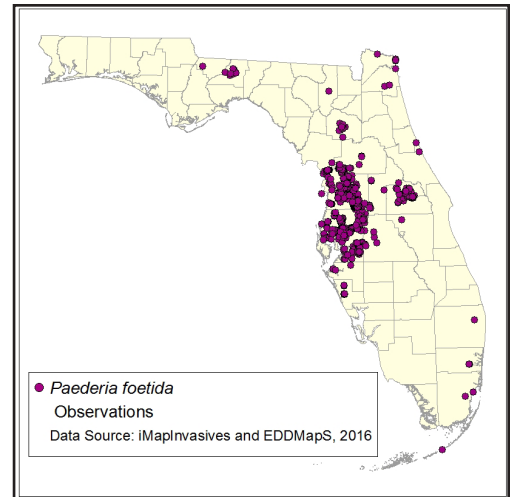 Paederia foetida
Observations
Data Source: iMapInvasives and EDDMapS, 2016